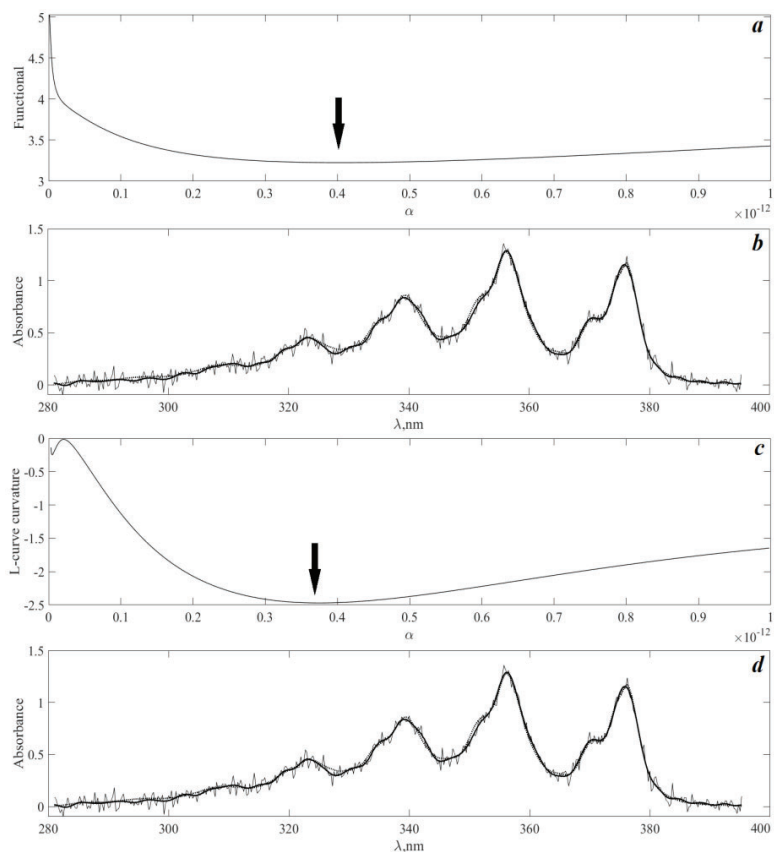 a
5
4.5
4
3.5
3
Functional
0 0.1 0.2 0.3 0.4 0.5 0.6 0.7 0.8 0.9 1
α
×10-12
b
1.5
1
0.5
0
Absorbance
280 300 320 340 360 380 400
λ,nm
c
0
-0.5
-1
-1.5
-2
-2.5
L-curve curvature
0 0.1 0.2 0.3 0.4 0.5 0.6 0.7 0.8 0.9 1
α
×10-12
d
1.5
1
0.5
0
Absorbance
280 300 320 340 360 380 400
λ,nm